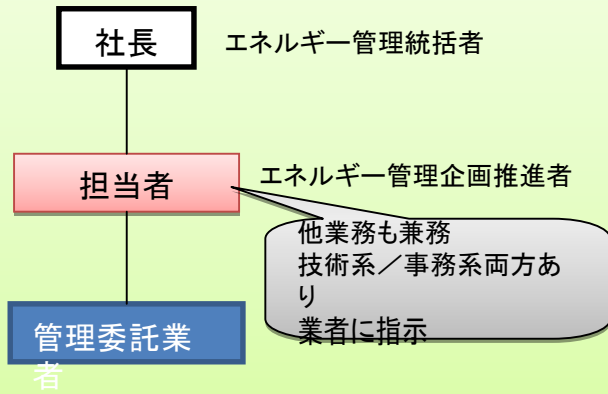 社長
エネルギー管理統括者
担当者
エネルギー管理企画推進者
他業務も兼務
技術系／事務系両方あ
り
業者に指示
管理委託業
者